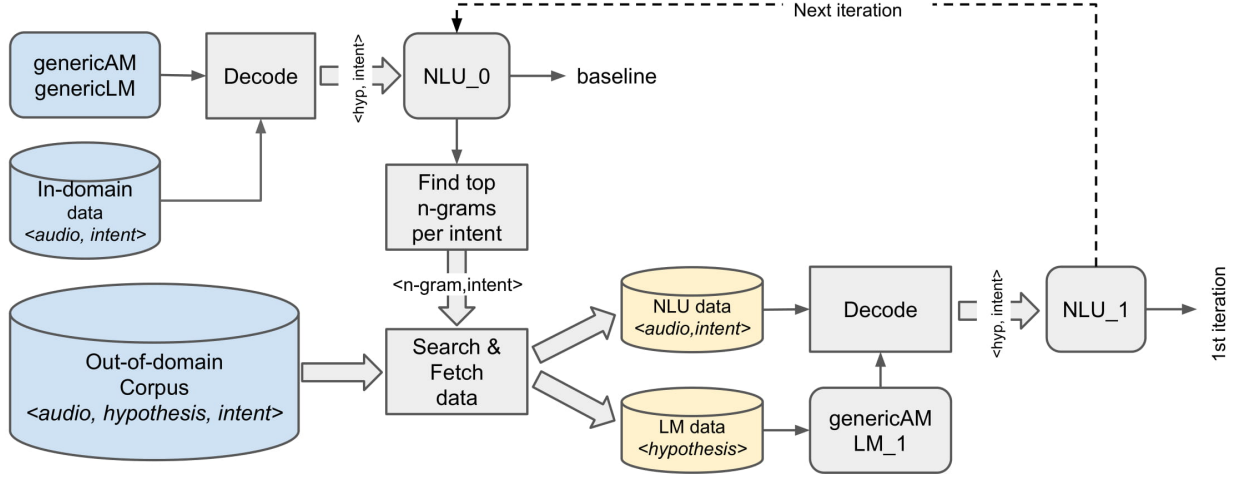 Next iteration
genericAM
genericLM
Decode
<hyp, intent>
NLU_0
baseline
In-domain
data
<audio, intent>
Find top
n-grams
per intent
<n-gram,intent>
Out-of-domain
Corpus
<audio, hypothesis, intent>
Search &
Fetch
data
NLU data
<audio,intent>
LM data
<hypothesis>
Decode
genericAM
LM_1
<hyp, intent>
NLU_1
1st iteration